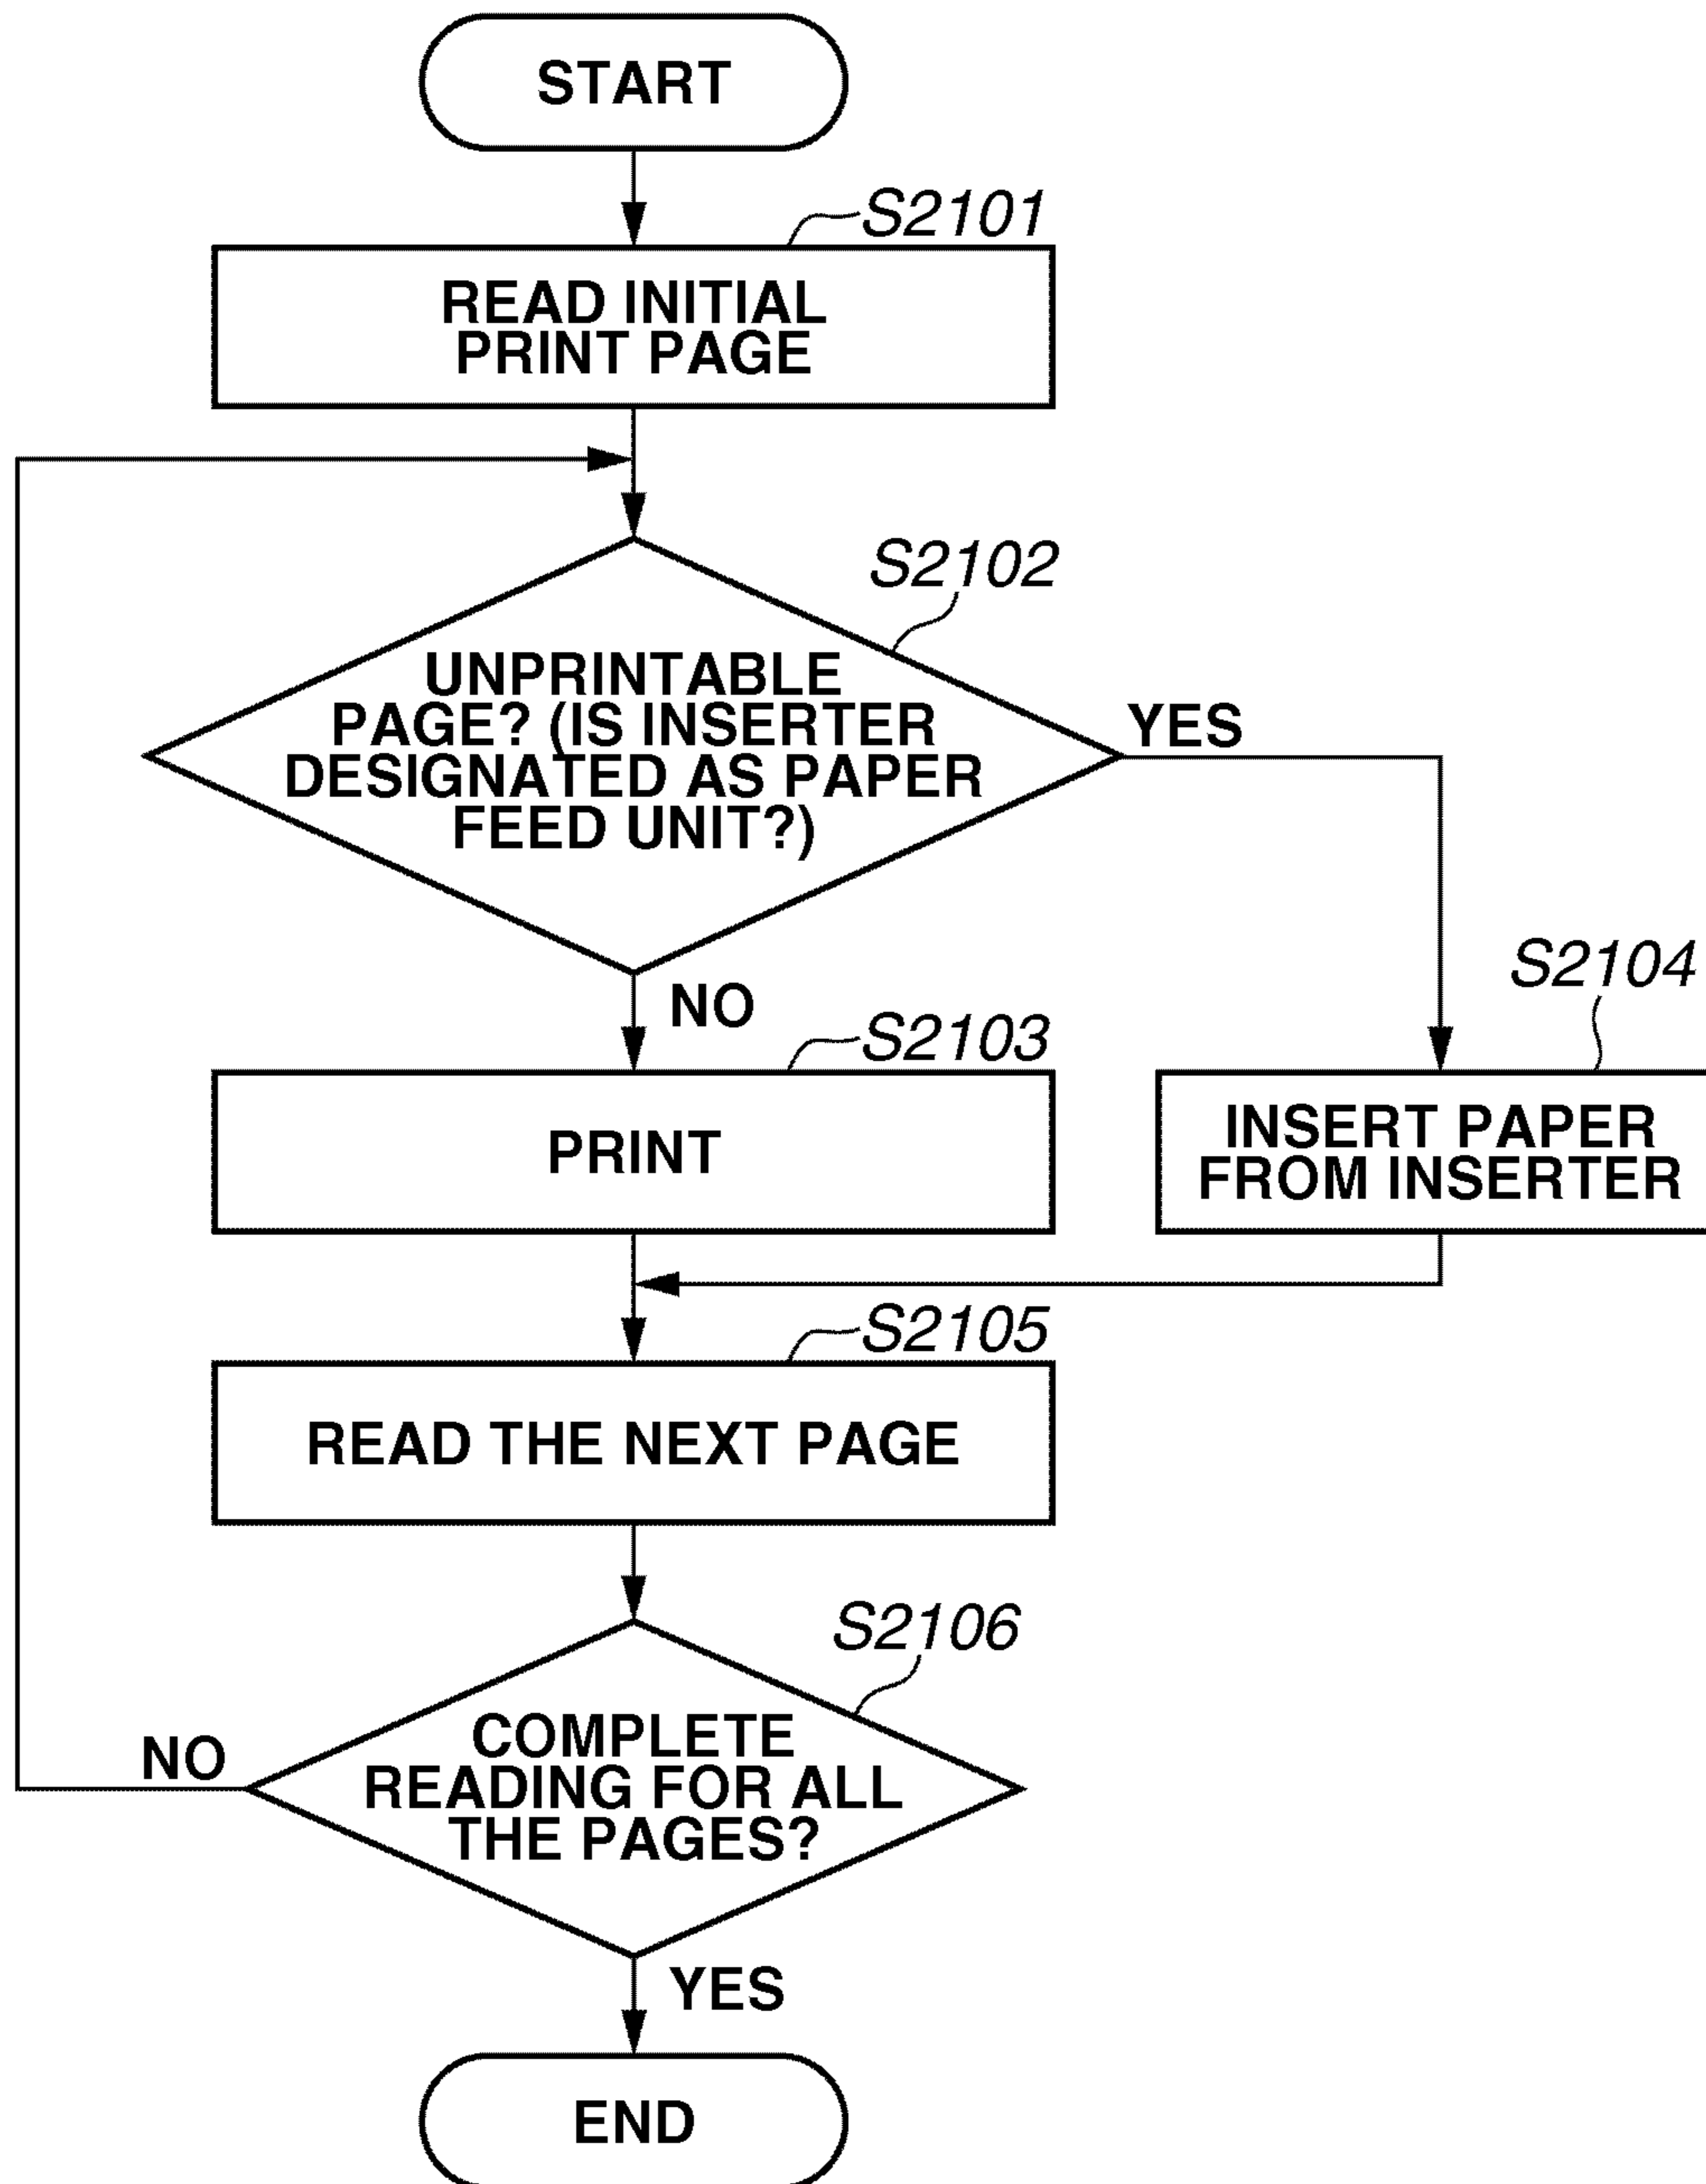 START
S2101
READ INITIAL
PRINT PAGE
S2102
UNPRINTABLE
PAGE? (IS INSERTER
DESIGNATED AS PAPER
FEED UNIT?)
YES
NO
S2103
PRINT
S2104
INSERT PAPER
FROM INSERTER
S2105
READ THE NEXT PAGE
S2106
COMPLETE
READING FOR ALL
THE PAGES?
NO
YES
END